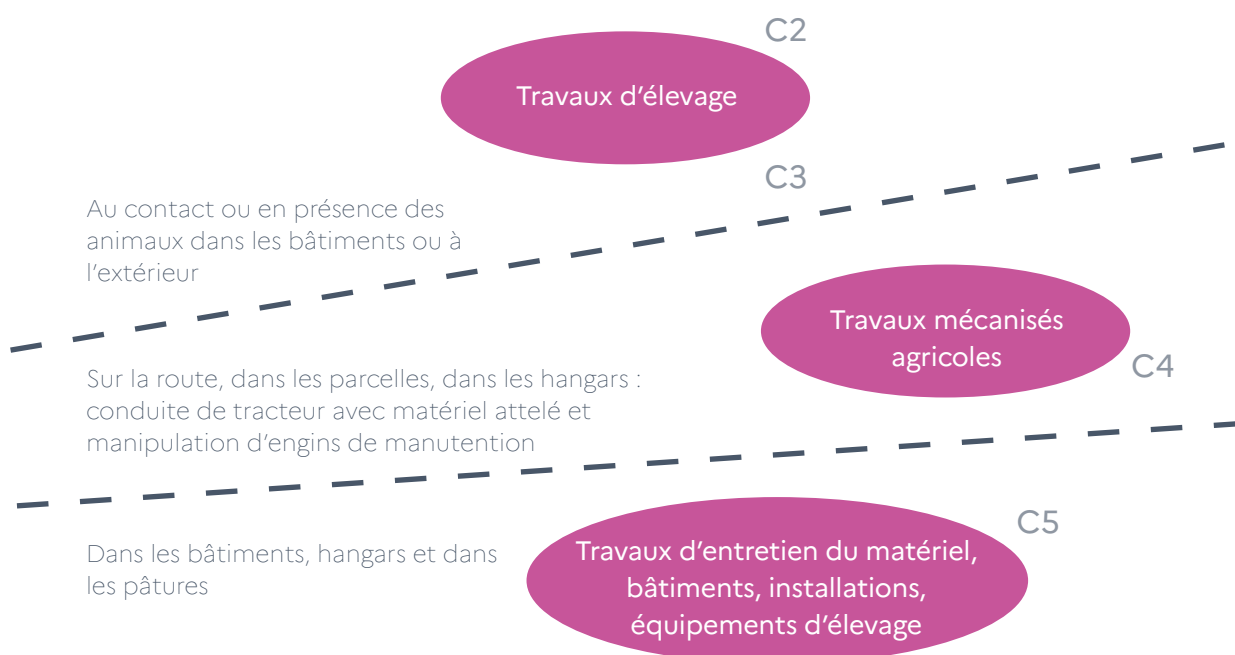 C2
Travaux d'élevage
C3
Au contact ou en présence des
animaux dans les bâtiments ou à
l'extérieur
Travaux mécanisés
agricoles
C4
Sur la route, dans les parcelles, dans les hangars :
conduite de tracteur avec matériel attelé et
manipulation d'engins de manutention
C5
Travaux d'entretien du matériel,
bâtiments, installations,
équipements d'élevage
Dans les bâtiments, hangars et dans
les pâtures